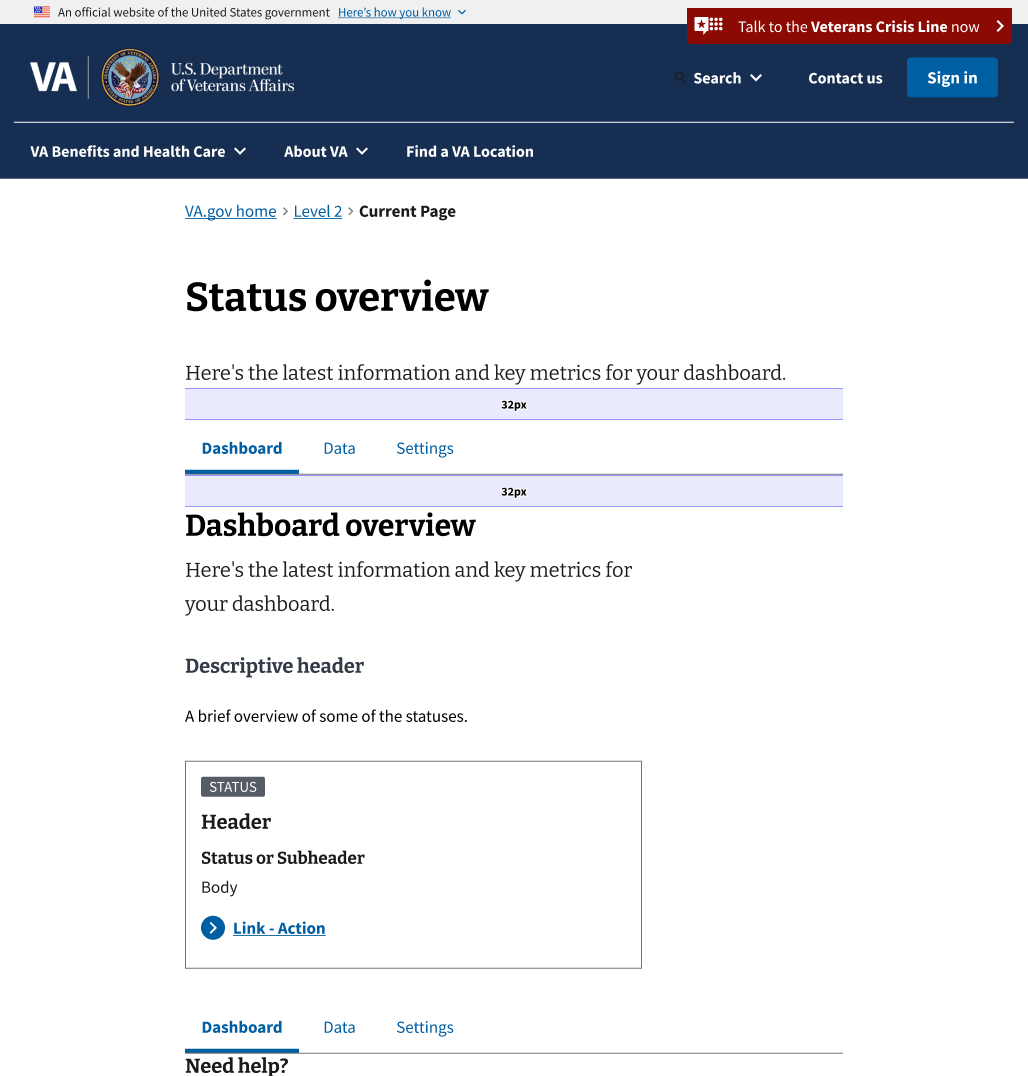 An official website of the United States government Here's how you know
Talk to the Veterans Crisis Line now
VA
U.S. Department
of Veterans Affairs
Search
Contact us
Sign in
VA Benefits and Health Care
About VA
Find a VA Location
VA.gov home › Level 2 › Current Page
Status overview
Here's the latest information and key metrics for your dashboard.
32px
Dashboard Data Settings
32px
Dashboard overview
Here's the latest information and key metrics for
your dashboard.
Descriptive header
A brief overview of some of the statuses.
STATUS
Header
Status or Subheader
Body
Link - Action
Dashboard Data Settings
Need help?